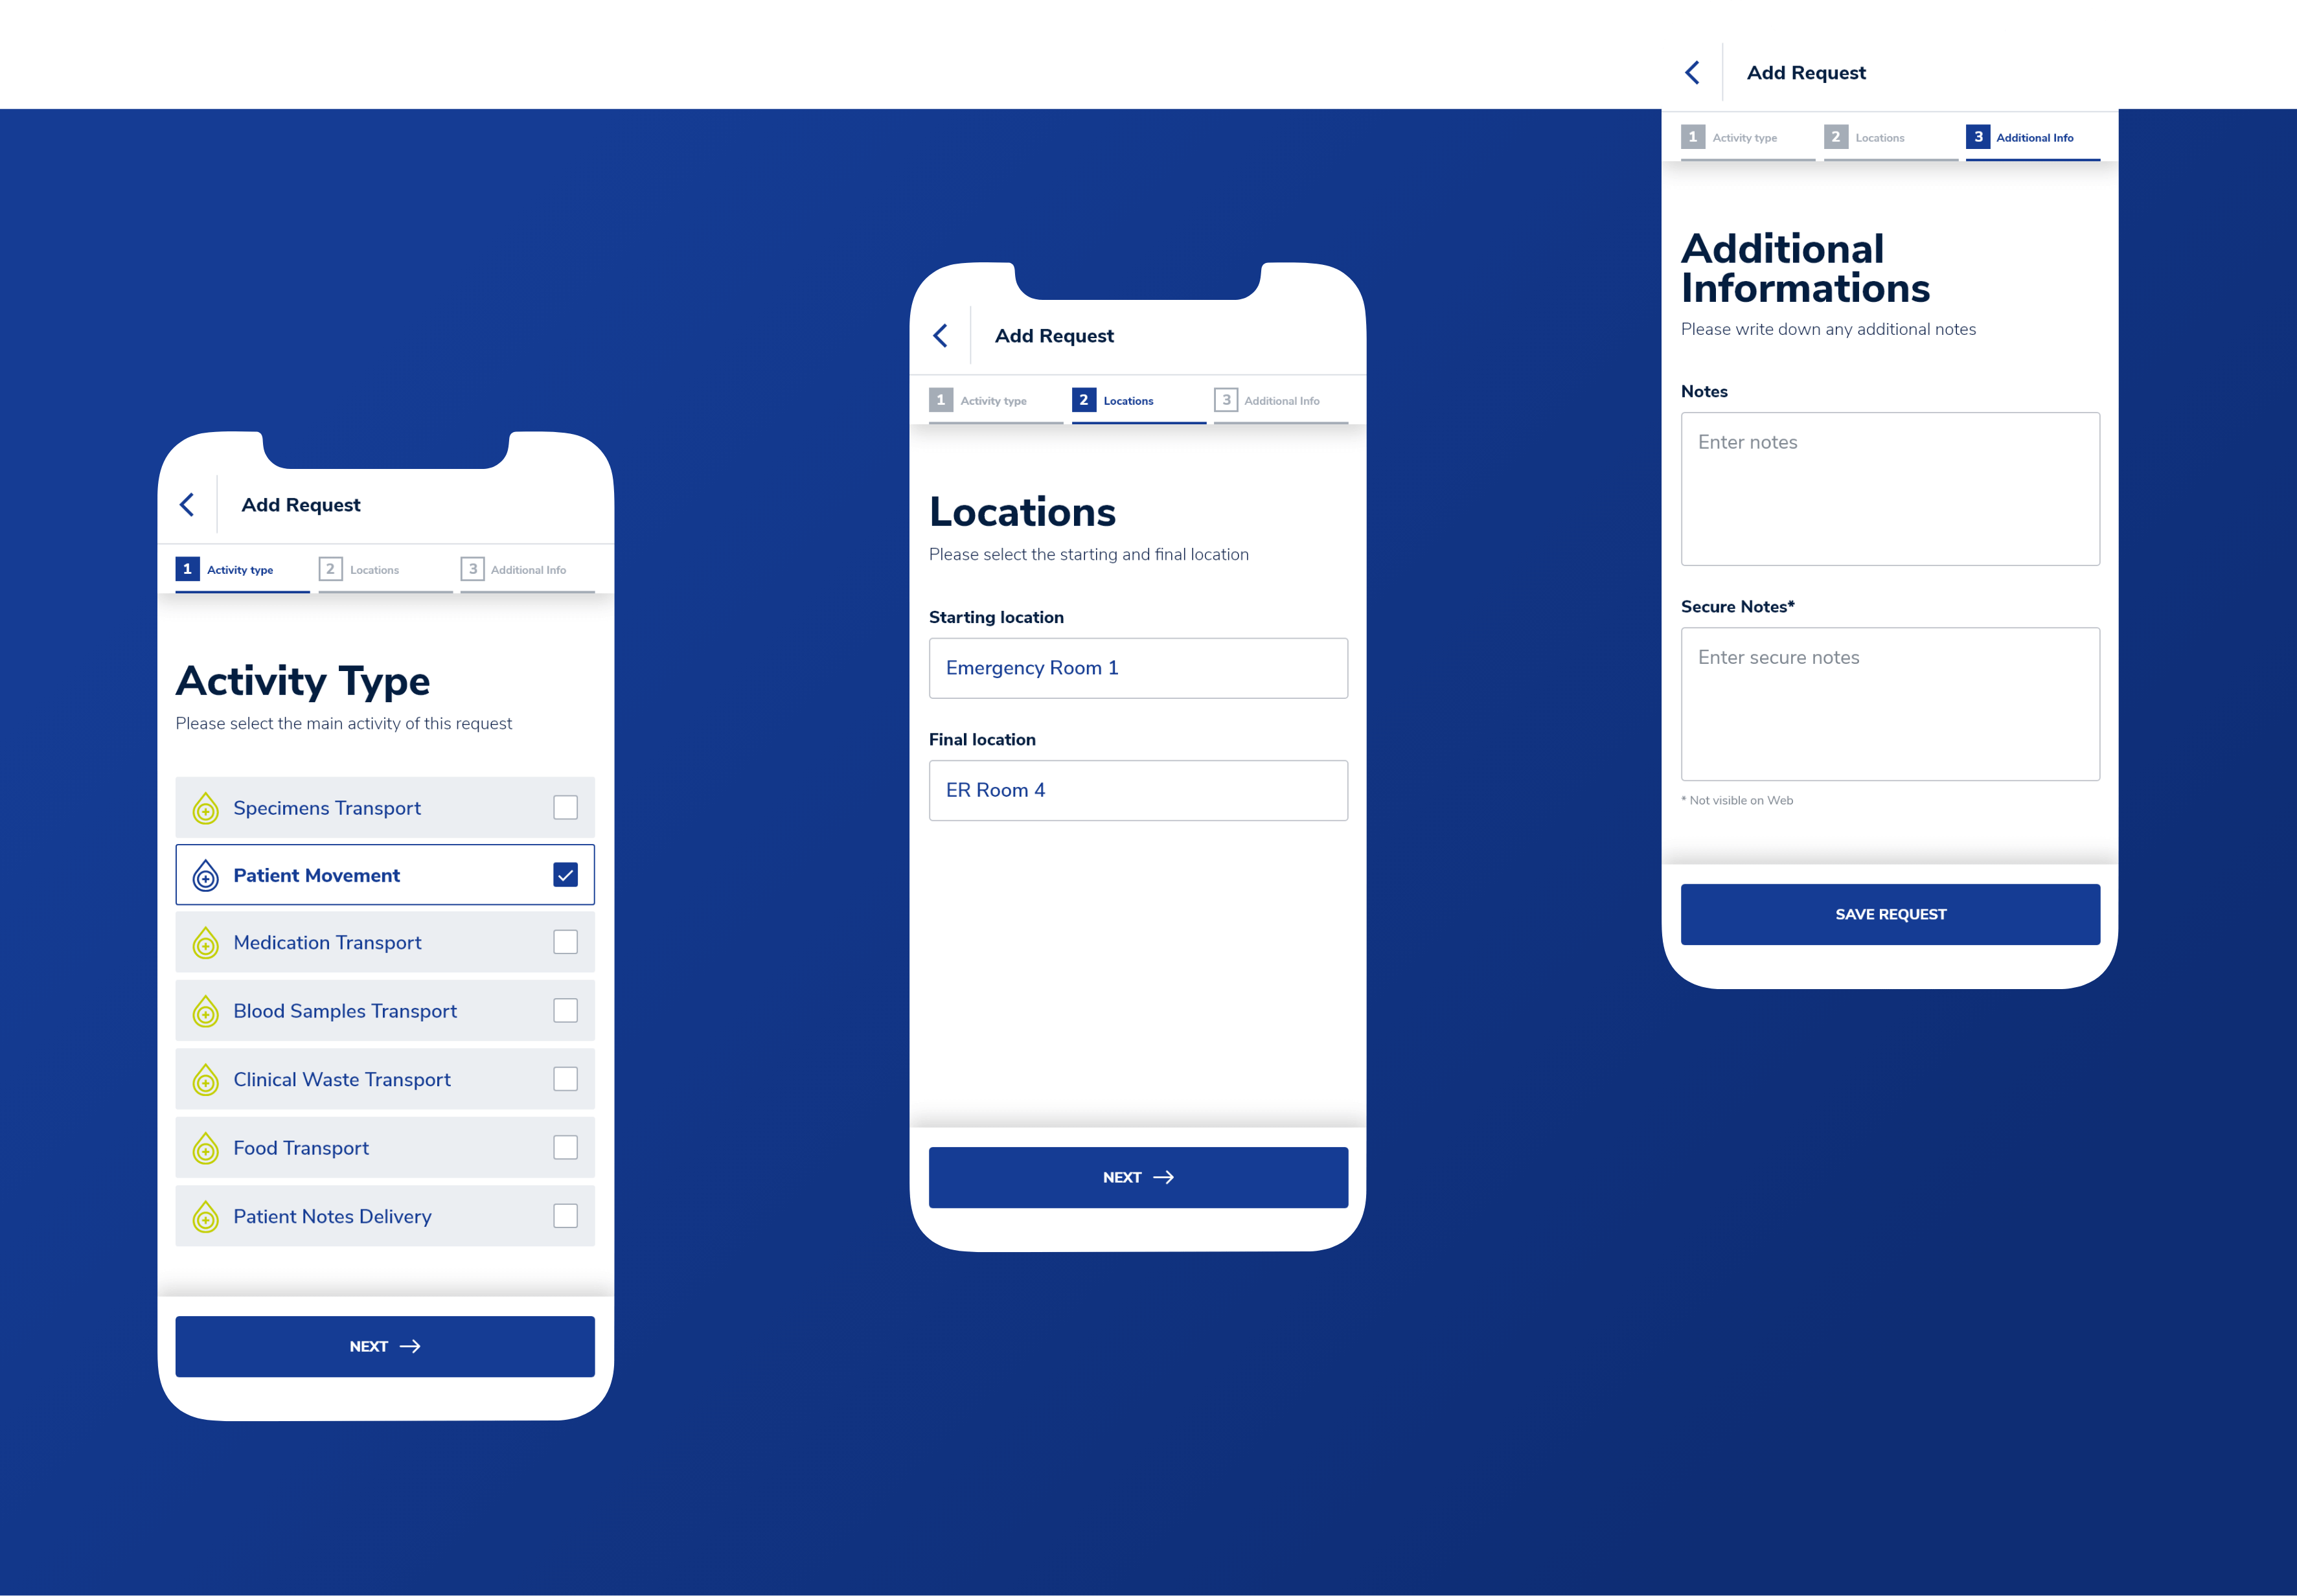 Add Request
1 Activity type 2 Locations 3 Additional Info
Activity Type
Please select the main activity of this request
Specimens Transport
Patient Movement
Medication Transport
Blood Samples Transport
Clinical Waste Transport
Food Transport
Patient Notes Delivery
NEXT
Add Request
1 Activity type 2 Locations 3 Additional Info
Locations
Please select the starting and final location
Starting location
Emergency Room 1
Final location
ER Room 4
NEXT
Add Request
1 Activity type 2 Locations 3 Additional Info
Additional
Informations
Please write down any additional notes
Notes
Enter notes
Secure Notes*
Enter secure notes
* Not visible on Web
SAVE REQUEST